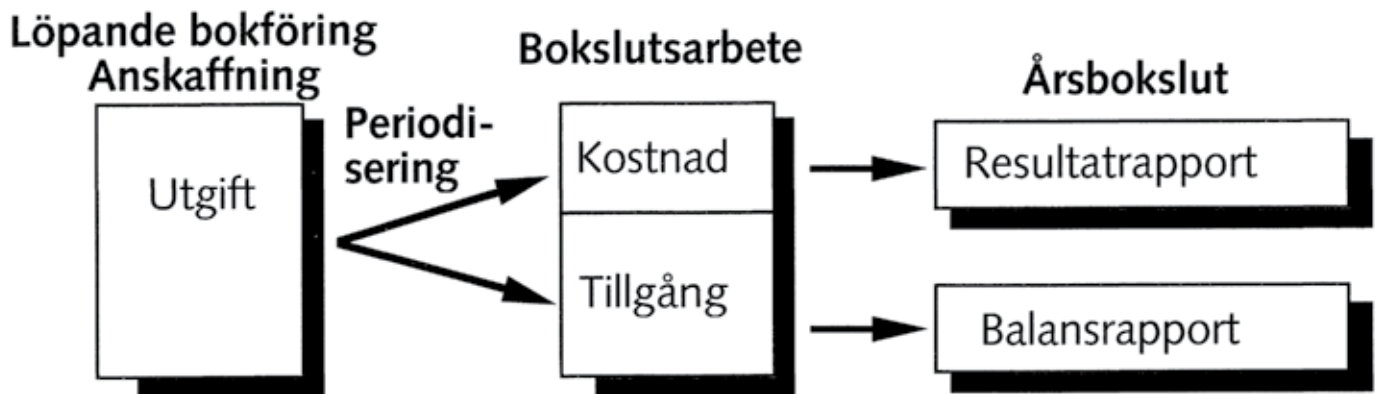 Löpande bokföring
Anskaffning
Utgift
Periodi-
sering
Bokslutsarbete
Kostnad
Tillgång
Årsbokslut
Resultatrapport
Balansrapport